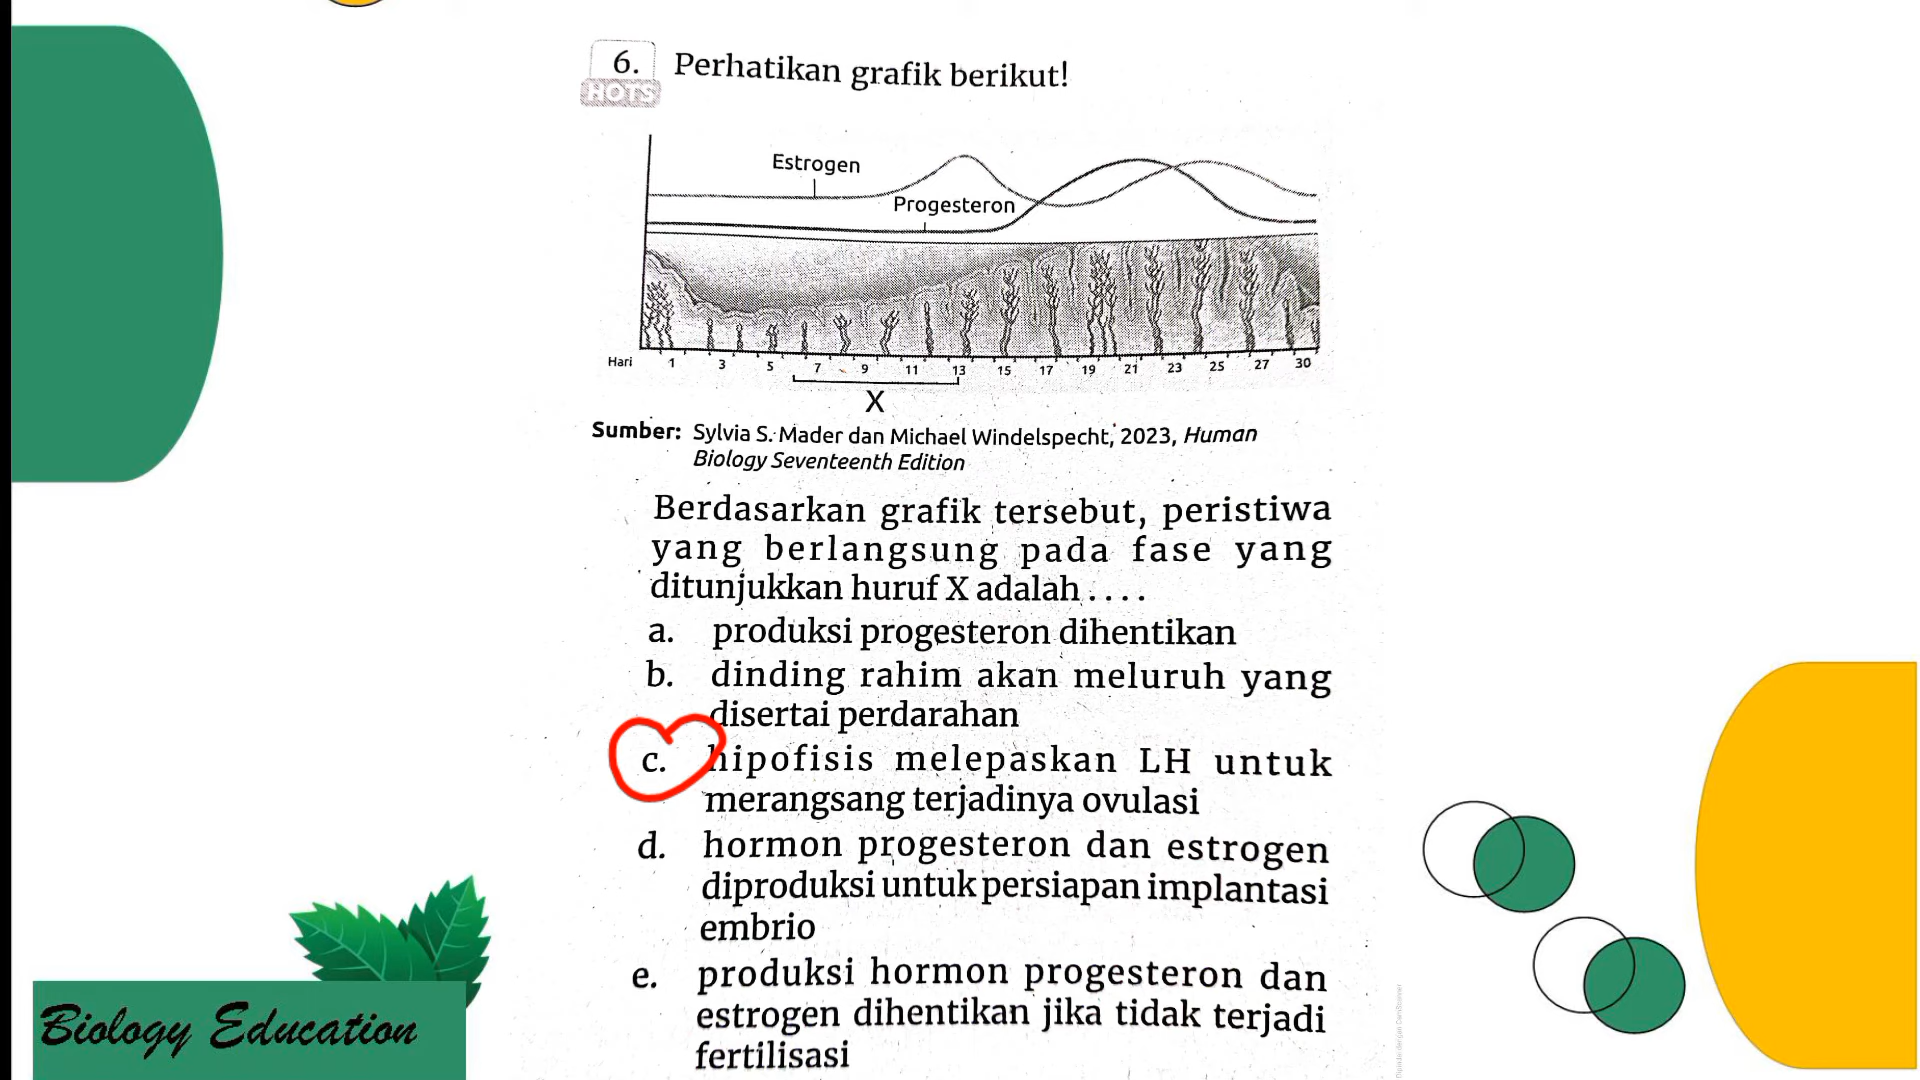 6. Perhatikan grafik berikut!
HOTS
Estrogen
Progesteron
Hari 1 3 5 7 9 11 13 15 17 19 21 23 25 27 30
X
Sumber: Sylvia S. Mader dan Michael Windelspecht, 2023, Human
Biology Seventeenth Edition
Berdasarkan grafik tersebut, peristiwa
yang berlangsung pada fase yang
ditunjukkan huruf X adalah . . . .
a. produksi progesteron dihentikan
b. dinding rahim akan meluruh yang
disertai perdarahan
c. hipofisis melepaskan LH untuk
merangsang terjadinya ovulasi
d. hormon progesteron dan estrogen
diproduksi untuk persiapan implantasi
embrio
e. produksi hormon progesteron dan
estrogen dihentikan jika tidak terjadi
fertilisasi
Biology Education